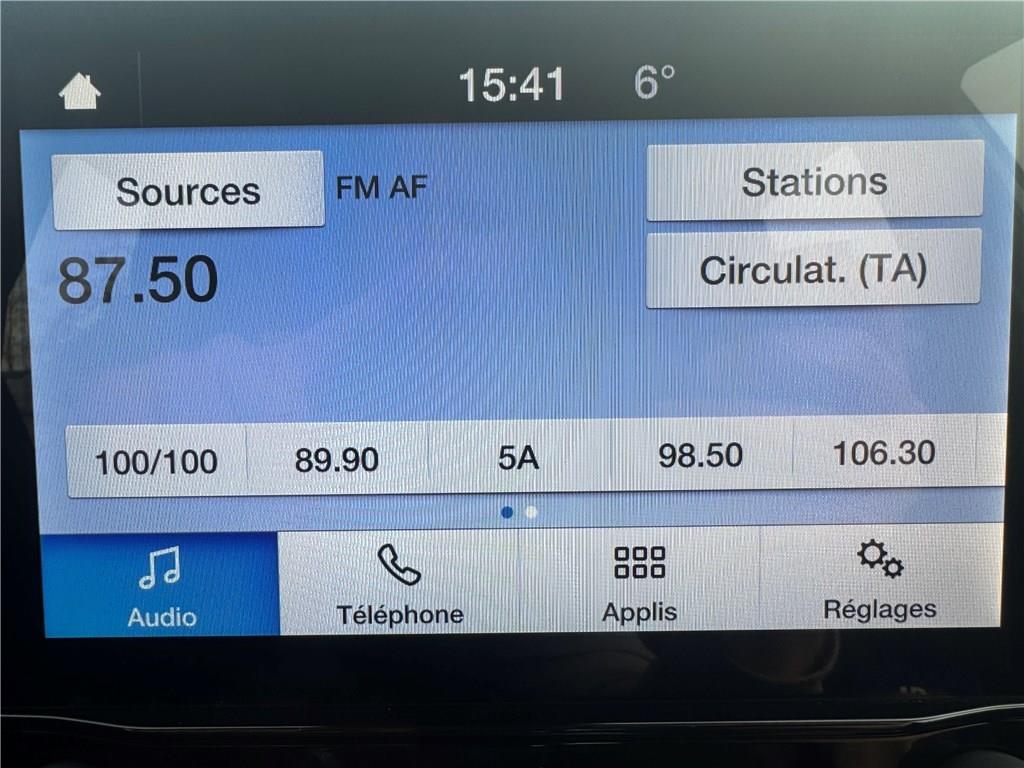 15:41 6°
Sources FM AF Stations
87.50 Circulat. (TA)
100/100 89.90 5A 98.50 106.30
Audio Téléphone Applis Réglages